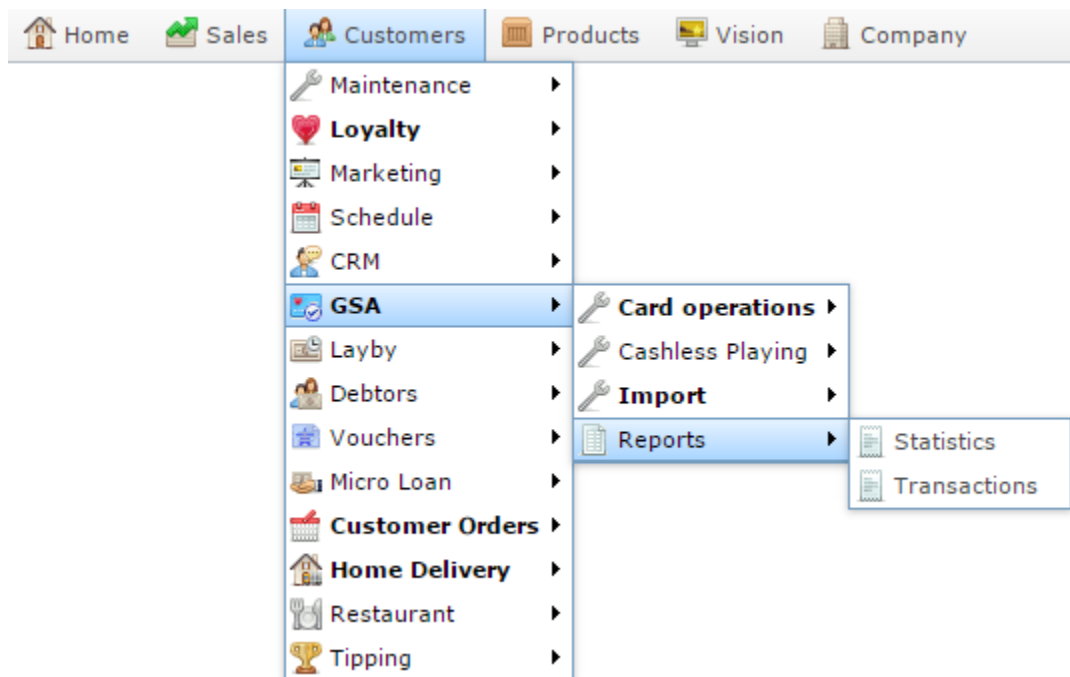 Home Sales Customers Products Vision Company
Maintenance
Loyalty
Marketing
Schedule
CRM
GSA
Layby
Debtors
Vouchers
Micro Loan
Customer Orders
Home Delivery
Restaurant
Tipping
Card operations
Cashless Playing
Import
Reports
Statistics
Transactions